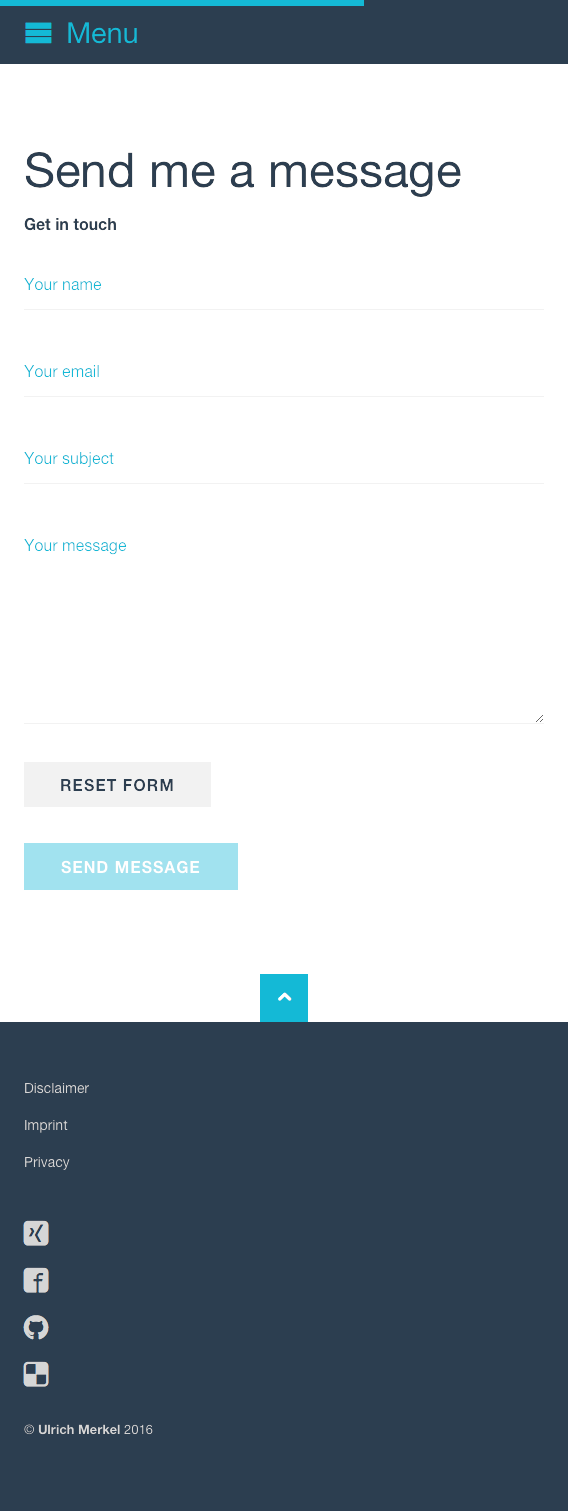 Menu
Send me a message
Get in touch
Your name
Your email
Your subject
Your message
RESET FORM
SEND MESSAGE
Disclaimer
Imprint
Privacy
© Ulrich Merkel 2016